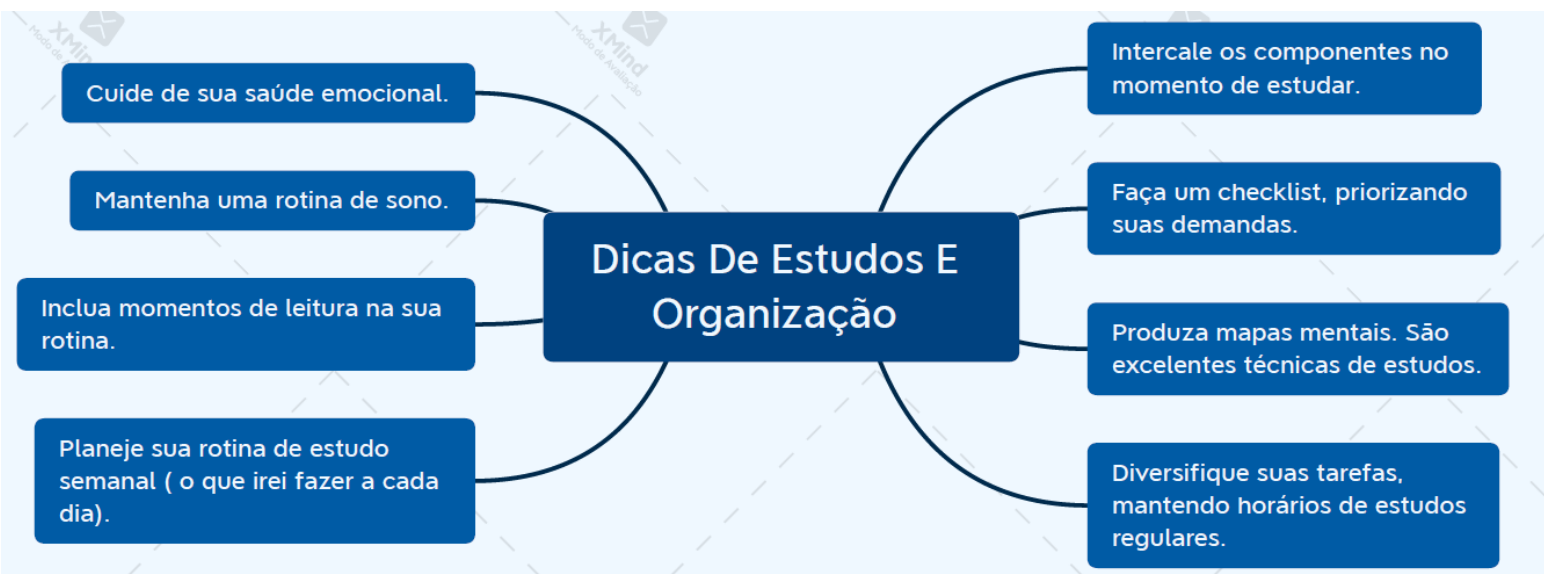 XMind
Modo de Avaliação
Cuide de sua saúde emocional.
Mantenha uma rotina de sono.
Inclua momentos de leitura na sua
rotina.
Planeje sua rotina de estudo
semanal ( o que irei fazer a cada
dia).
Dicas De Estudos E
Organização
Intercale os componentes no
momento de estudar.
Faça um checklist, priorizando
suas demandas.
Produza mapas mentais. São
excelentes técnicas de estudos.
Diversifique suas tarefas,
mantendo horários de estudos
regulares.